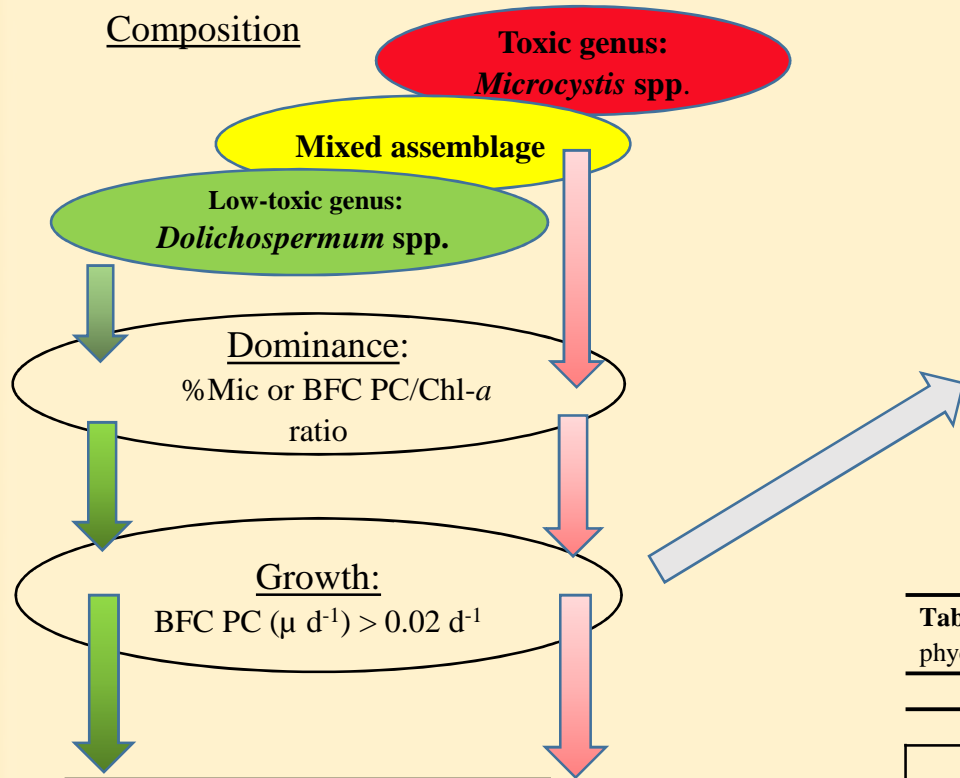 Composition
Toxic genus:
Microcystis spp.
Mixed assemblage
Low-toxic genus:
Dolichospermum spp.
Dominance:
%Mic or BFC PC/Chl-a
ratio
Growth:
BFC PC (µ d-1) > 0.02 d-1